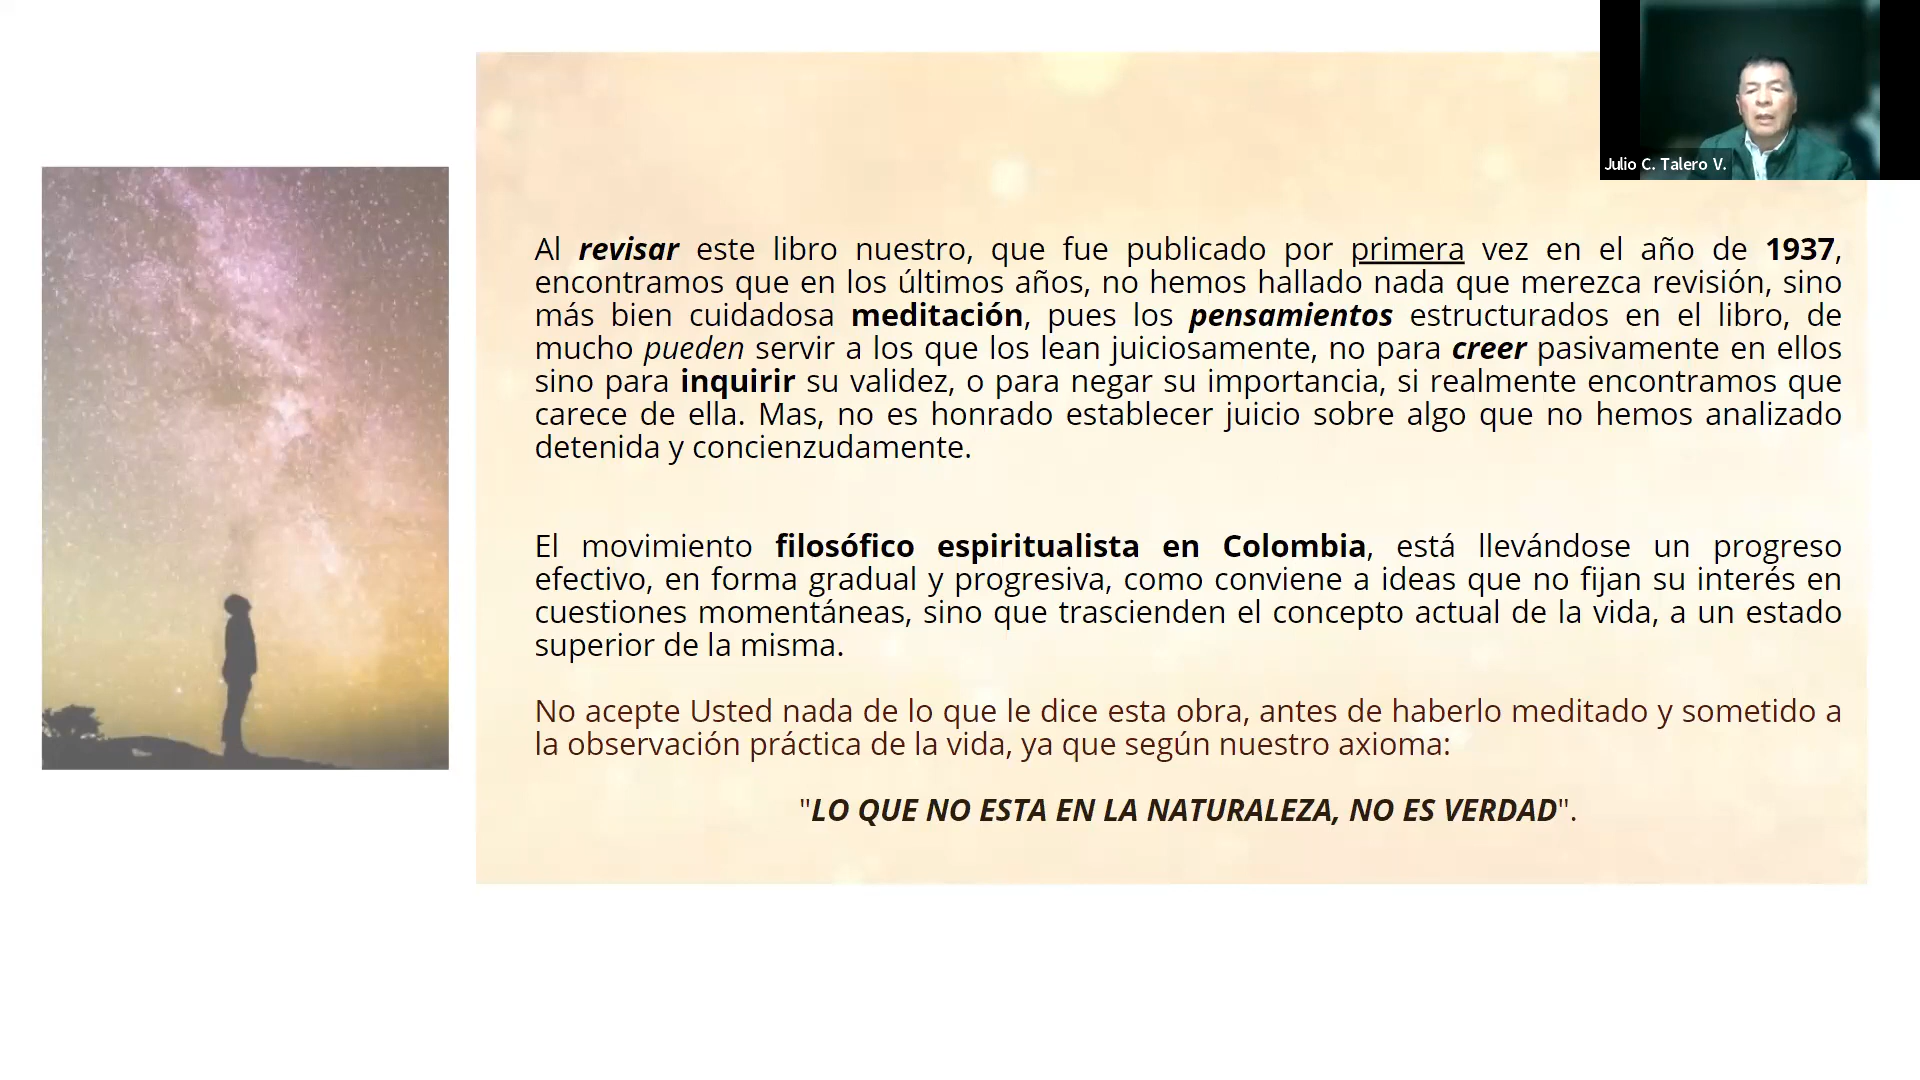 Julio C. Talero V.
Al revisar este libro nuestro, que fue publicado por primera vez en el año de 1937,
encontramos que en los últimos años, no hemos hallado nada que merezca revisión, sino
más bien cuidadosa meditación, pues los pensamientos estructurados en el libro, de
mucho pueden servir a los que los lean juiciosamente, no para creer pasivamente en ellos
sino para inquirir su validez, o para negar su importancia, si realmente encontramos que
carece de ella. Mas, no es honrado establecer juicio sobre algo que no hemos analizado
detenida y concienzudamente.
El movimiento filosófico espiritualista en Colombia, está llevándose un progreso
efectivo, en forma gradual y progresiva, como conviene a ideas que no fijan su interés en
cuestiones momentáneas, sino que trascienden el concepto actual de la vida, a un estado
superior de la misma.
No acepte Usted nada de lo que le dice esta obra, antes de haberlo meditado y sometido a
la observación práctica de la vida, ya que según nuestro axioma:
"LO QUE NO ESTA EN LA NATURALEZA, NO ES VERDAD".